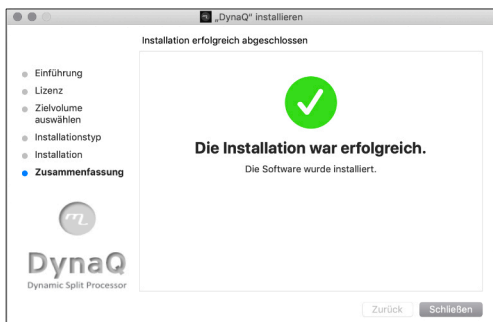 „DynaQ“ installieren
Installation erfolgreich abgeschlossen
Einführung
Lizenz
Zielvolume
auswählen
Installationstyp
Installation
Zusammenfassung
Die Installation war erfolgreich.
Die Software wurde installiert.
DynaQ
Dynamic Split Processor
Zurück
Schließen